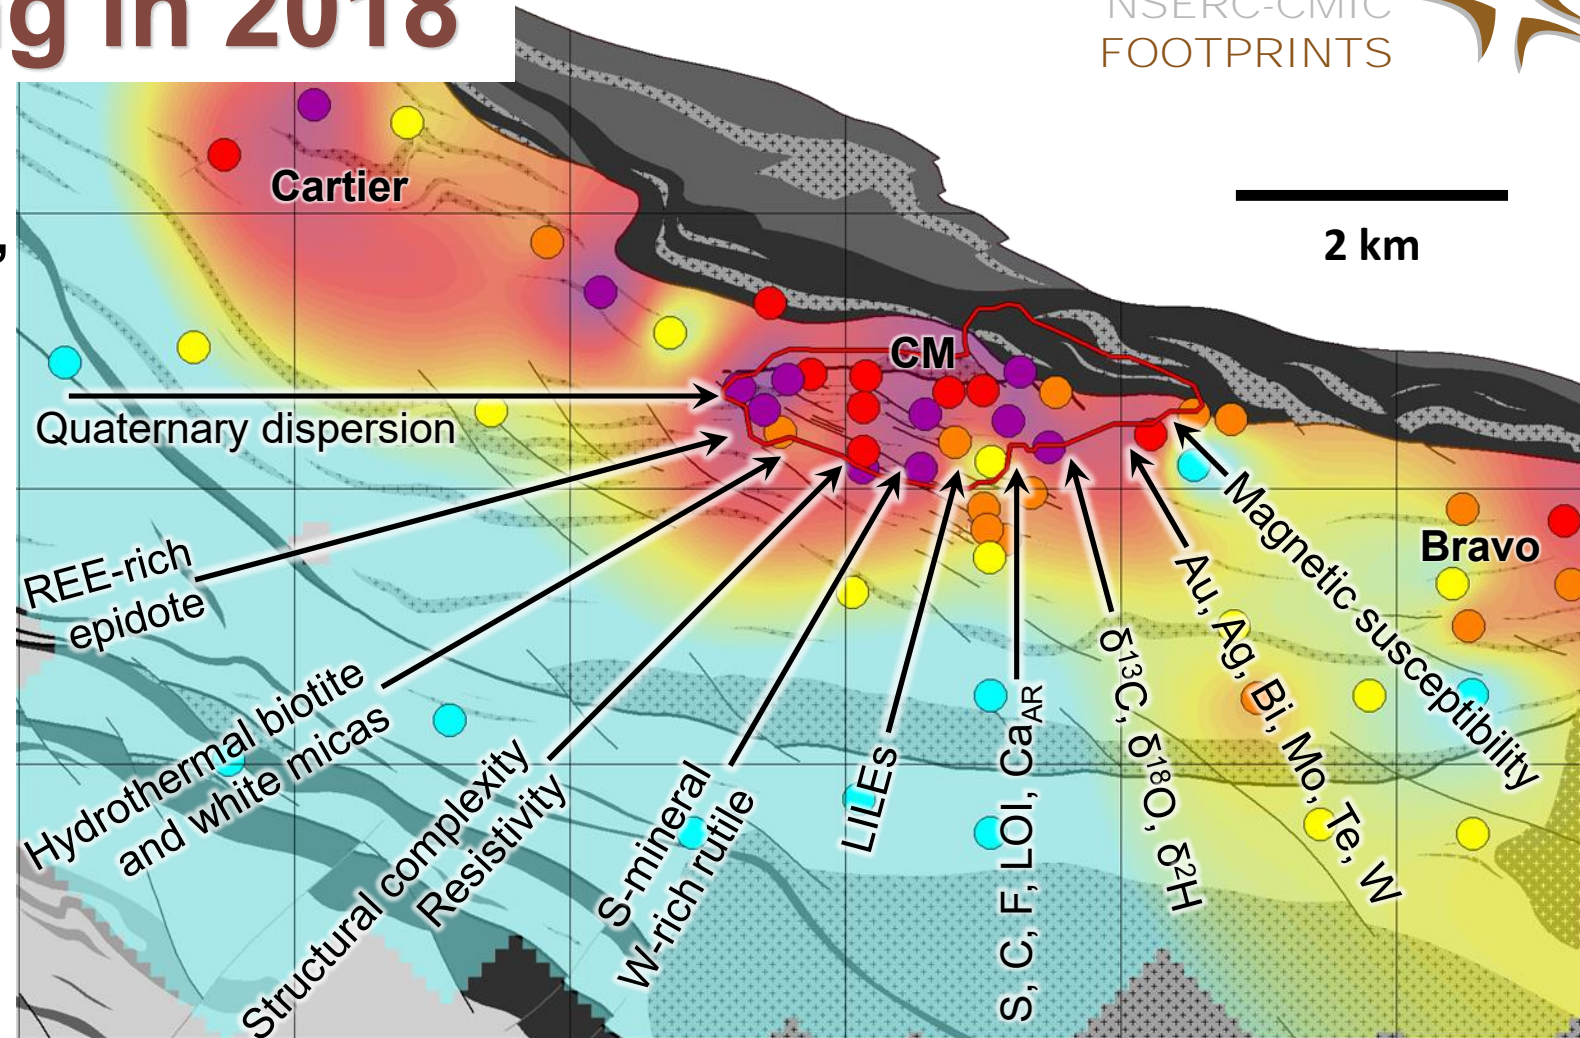 ng in 2018
NSERC-CMIC
FOOTPRINTS
,
Cartier
2 km
CM
Quaternary dispersion
Bravo
REE-rich
epidote
Hydrothermal biotite
and white micas
Structural complexity
Resistivity
S-mineral
W-rich rutile
LILEs
S, C, F, LOI, Ca_AR
δ¹³C, δ¹⁸O, δ²H
Au, Ag, Bi, Mo, Te, W
Magnetic susceptibility